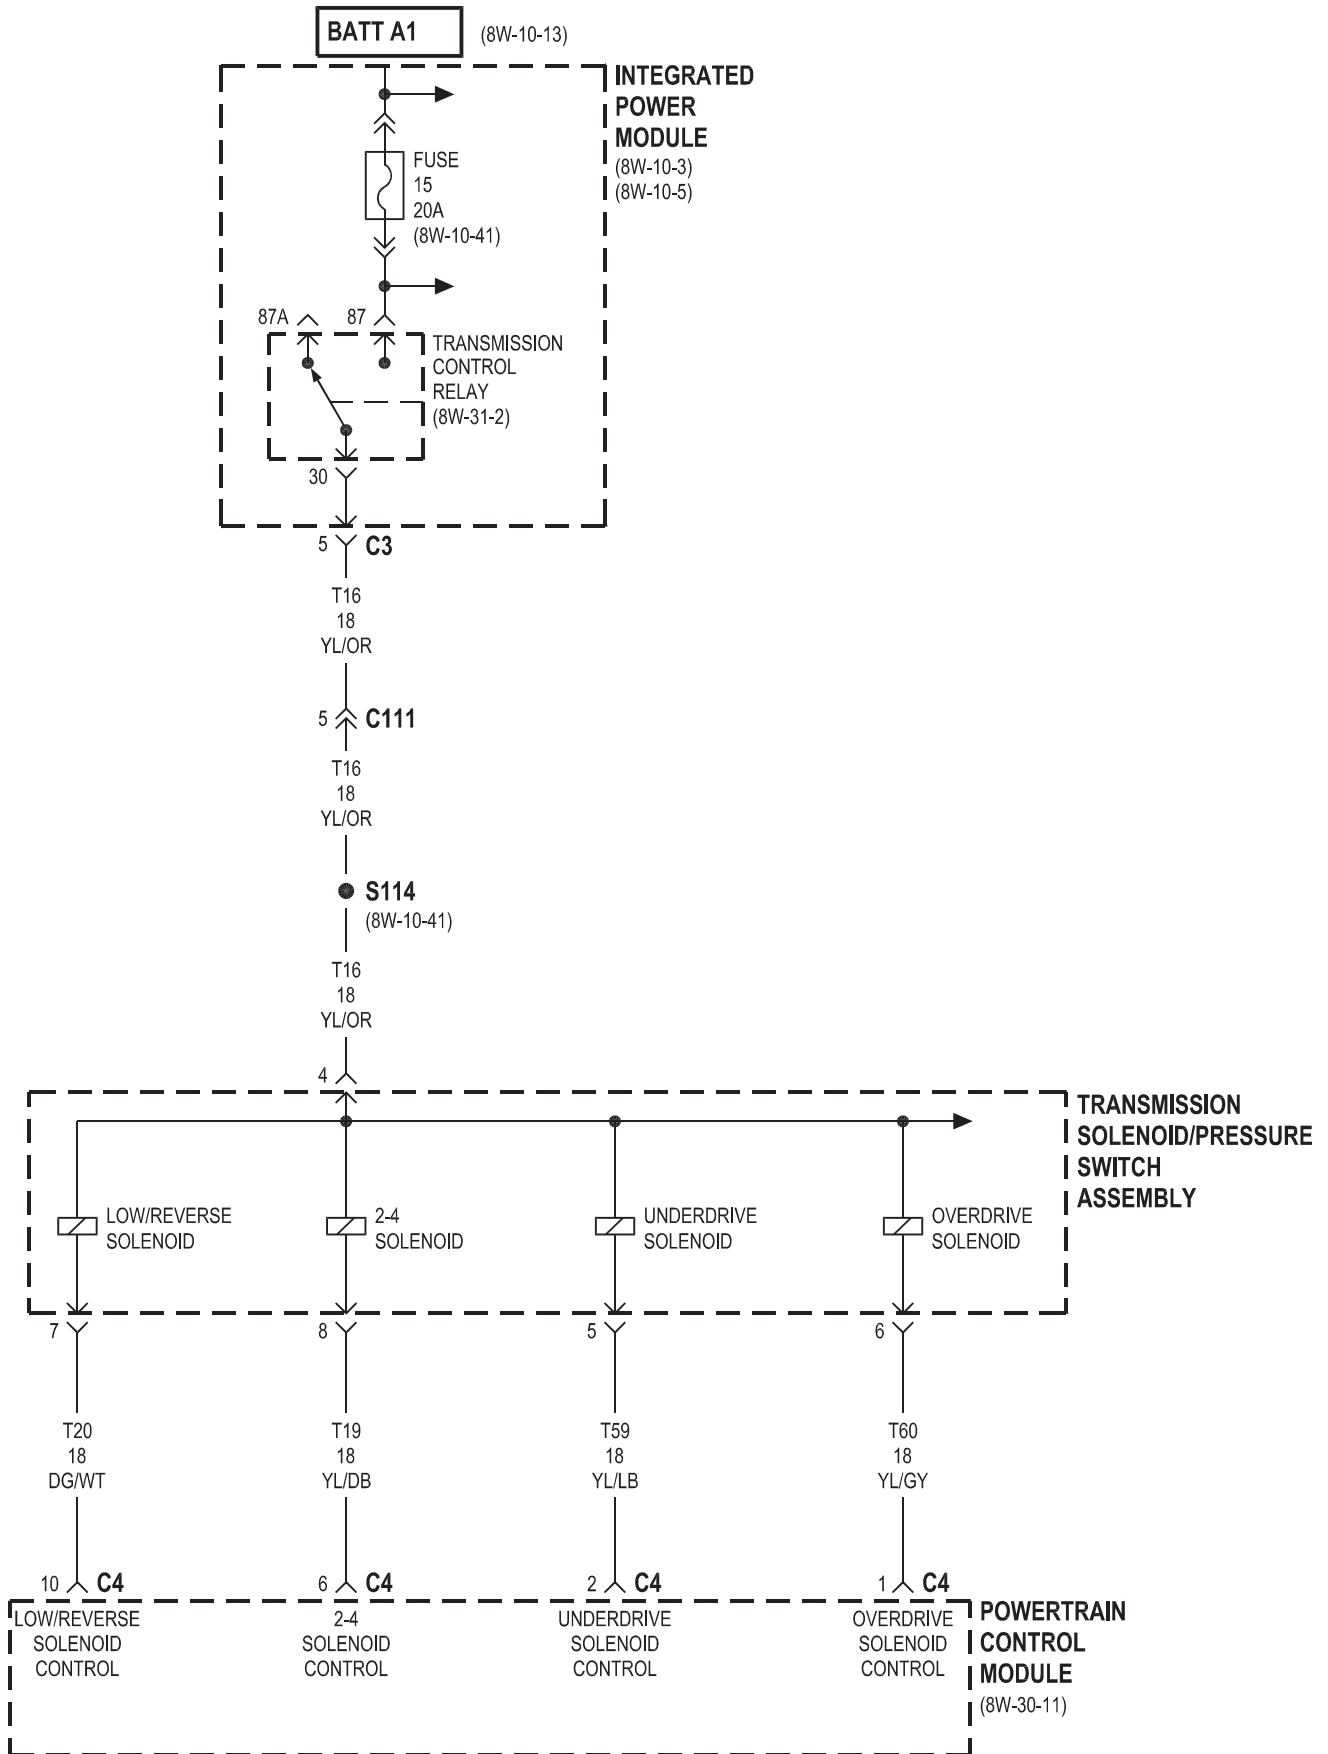 BATT A1 (8W-10-13)
INTEGRATED
POWER
MODULE
(8W-10-3)
(8W-10-5)
FUSE
15
20A
(8W-10-41)
87A 87
TRANSMISSION
CONTROL
RELAY
(8W-31-2)
30
5 C3
T16
18
YL/OR
5 C111
T16
18
YL/OR
S114
(8W-10-41)
T16
18
YL/OR
4
TRANSMISSION
SOLENOID/PRESSURE
SWITCH
ASSEMBLY
LOW/REVERSE
SOLENOID
2-4
SOLENOID
UNDERDRIVE
SOLENOID
OVERDRIVE
SOLENOID
7 8 5 6
T20
18
DG/WT
T19
18
YL/DB
T59
18
YL/LB
T60
18
YL/GY
10 C4 6 C4 2 C4 1 C4
LOW/REVERSE
SOLENOID
CONTROL
2-4
SOLENOID
CONTROL
UNDERDRIVE
SOLENOID
CONTROL
OVERDRIVE
SOLENOID
CONTROL
POWERTRAIN
CONTROL
MODULE
(8W-30-11)